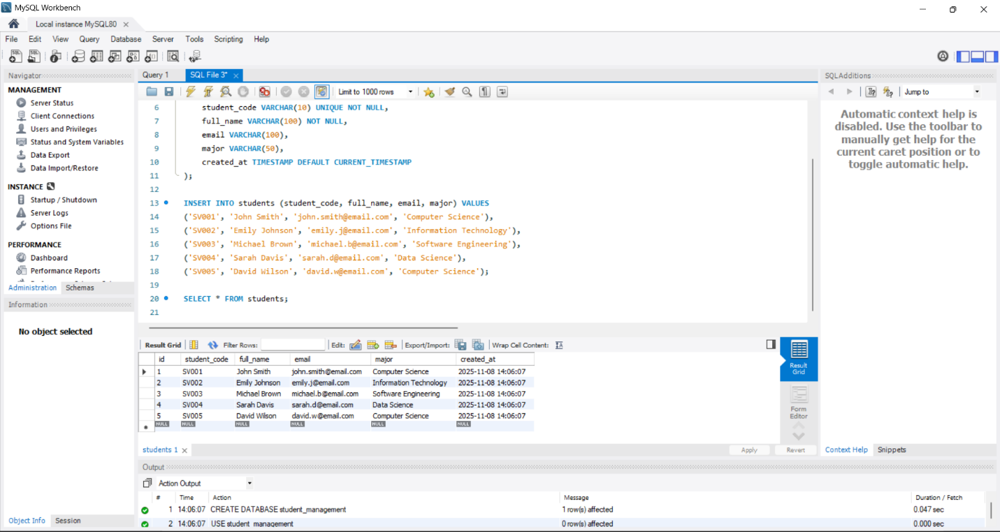 MySQL Workbench
Local instance MySQL80
File Edit View Query Database Server Tools Scripting Help
Navigator
MANAGEMENT
Server Status
Client Connections
Users and Privileges
Status and System Variables
Data Export
Data Import/Restore
INSTANCE
Startup / Shutdown
Server Logs
Options File
PERFORMANCE
Dashboard
Performance Reports
Administration Schemas
Information
No object selected
Object Info Session
Query 1 SQL File 3*
Limit to 1000 rows
6 student_code VARCHAR(10) UNIQUE NOT NULL,
7 full_name VARCHAR(100) NOT NULL,
8 email VARCHAR(100),
9 major VARCHAR(50),
10 created_at TIMESTAMP DEFAULT CURRENT_TIMESTAMP
11 );
12
13 INSERT INTO students (student_code, full_name, email, major) VALUES
14 ('SV001', 'John Smith', 'john.smith@email.com', 'Computer Science'),
15 ('SV002', 'Emily Johnson', 'emily.j@email.com', 'Information Technology'),
16 ('SV003', 'Michael Brown', 'michael.b@email.com', 'Software Engineering'),
17 ('SV004', 'Sarah Davis', 'sarah.d@email.com', 'Data Science'),
18 ('SV005', 'David Wilson', 'david.w@email.com', 'Computer Science');
19
20 SELECT * FROM students;
21
Result Grid Filter Rows: Edit: Export/Import: Wrap Cell Content:
id student_code full_name email major created_at
1 SV001 John Smith john.smith@email.com Computer Science 2025-11-08 14:06:07
2 SV002 Emily Johnson emily.j@email.com Information Technology 2025-11-08 14:06:07
3 SV003 Michael Brown michael.b@email.com Software Engineering 2025-11-08 14:06:07
4 SV004 Sarah Davis sarah.d@email.com Data Science 2025-11-08 14:06:07
5 SV005 David Wilson david.w@email.com Computer Science 2025-11-08 14:06:07
NULL NULL NULL NULL NULL NULL
Result
Grid
Form
Editor
students 1 Apply Revert
Output
Action Output
# Time Action Message Duration / Fetch
1 14:06:07 CREATE DATABASE student_management 1 row(s) affected 0.047 sec
2 14:06:07 USE student_management 0 row(s) affected 0.000 sec
SQLAdditions
Jump to
Automatic context help is
disabled. Use the toolbar to
manually get help for the
current caret position or to
toggle automatic help.
Context Help Snippets